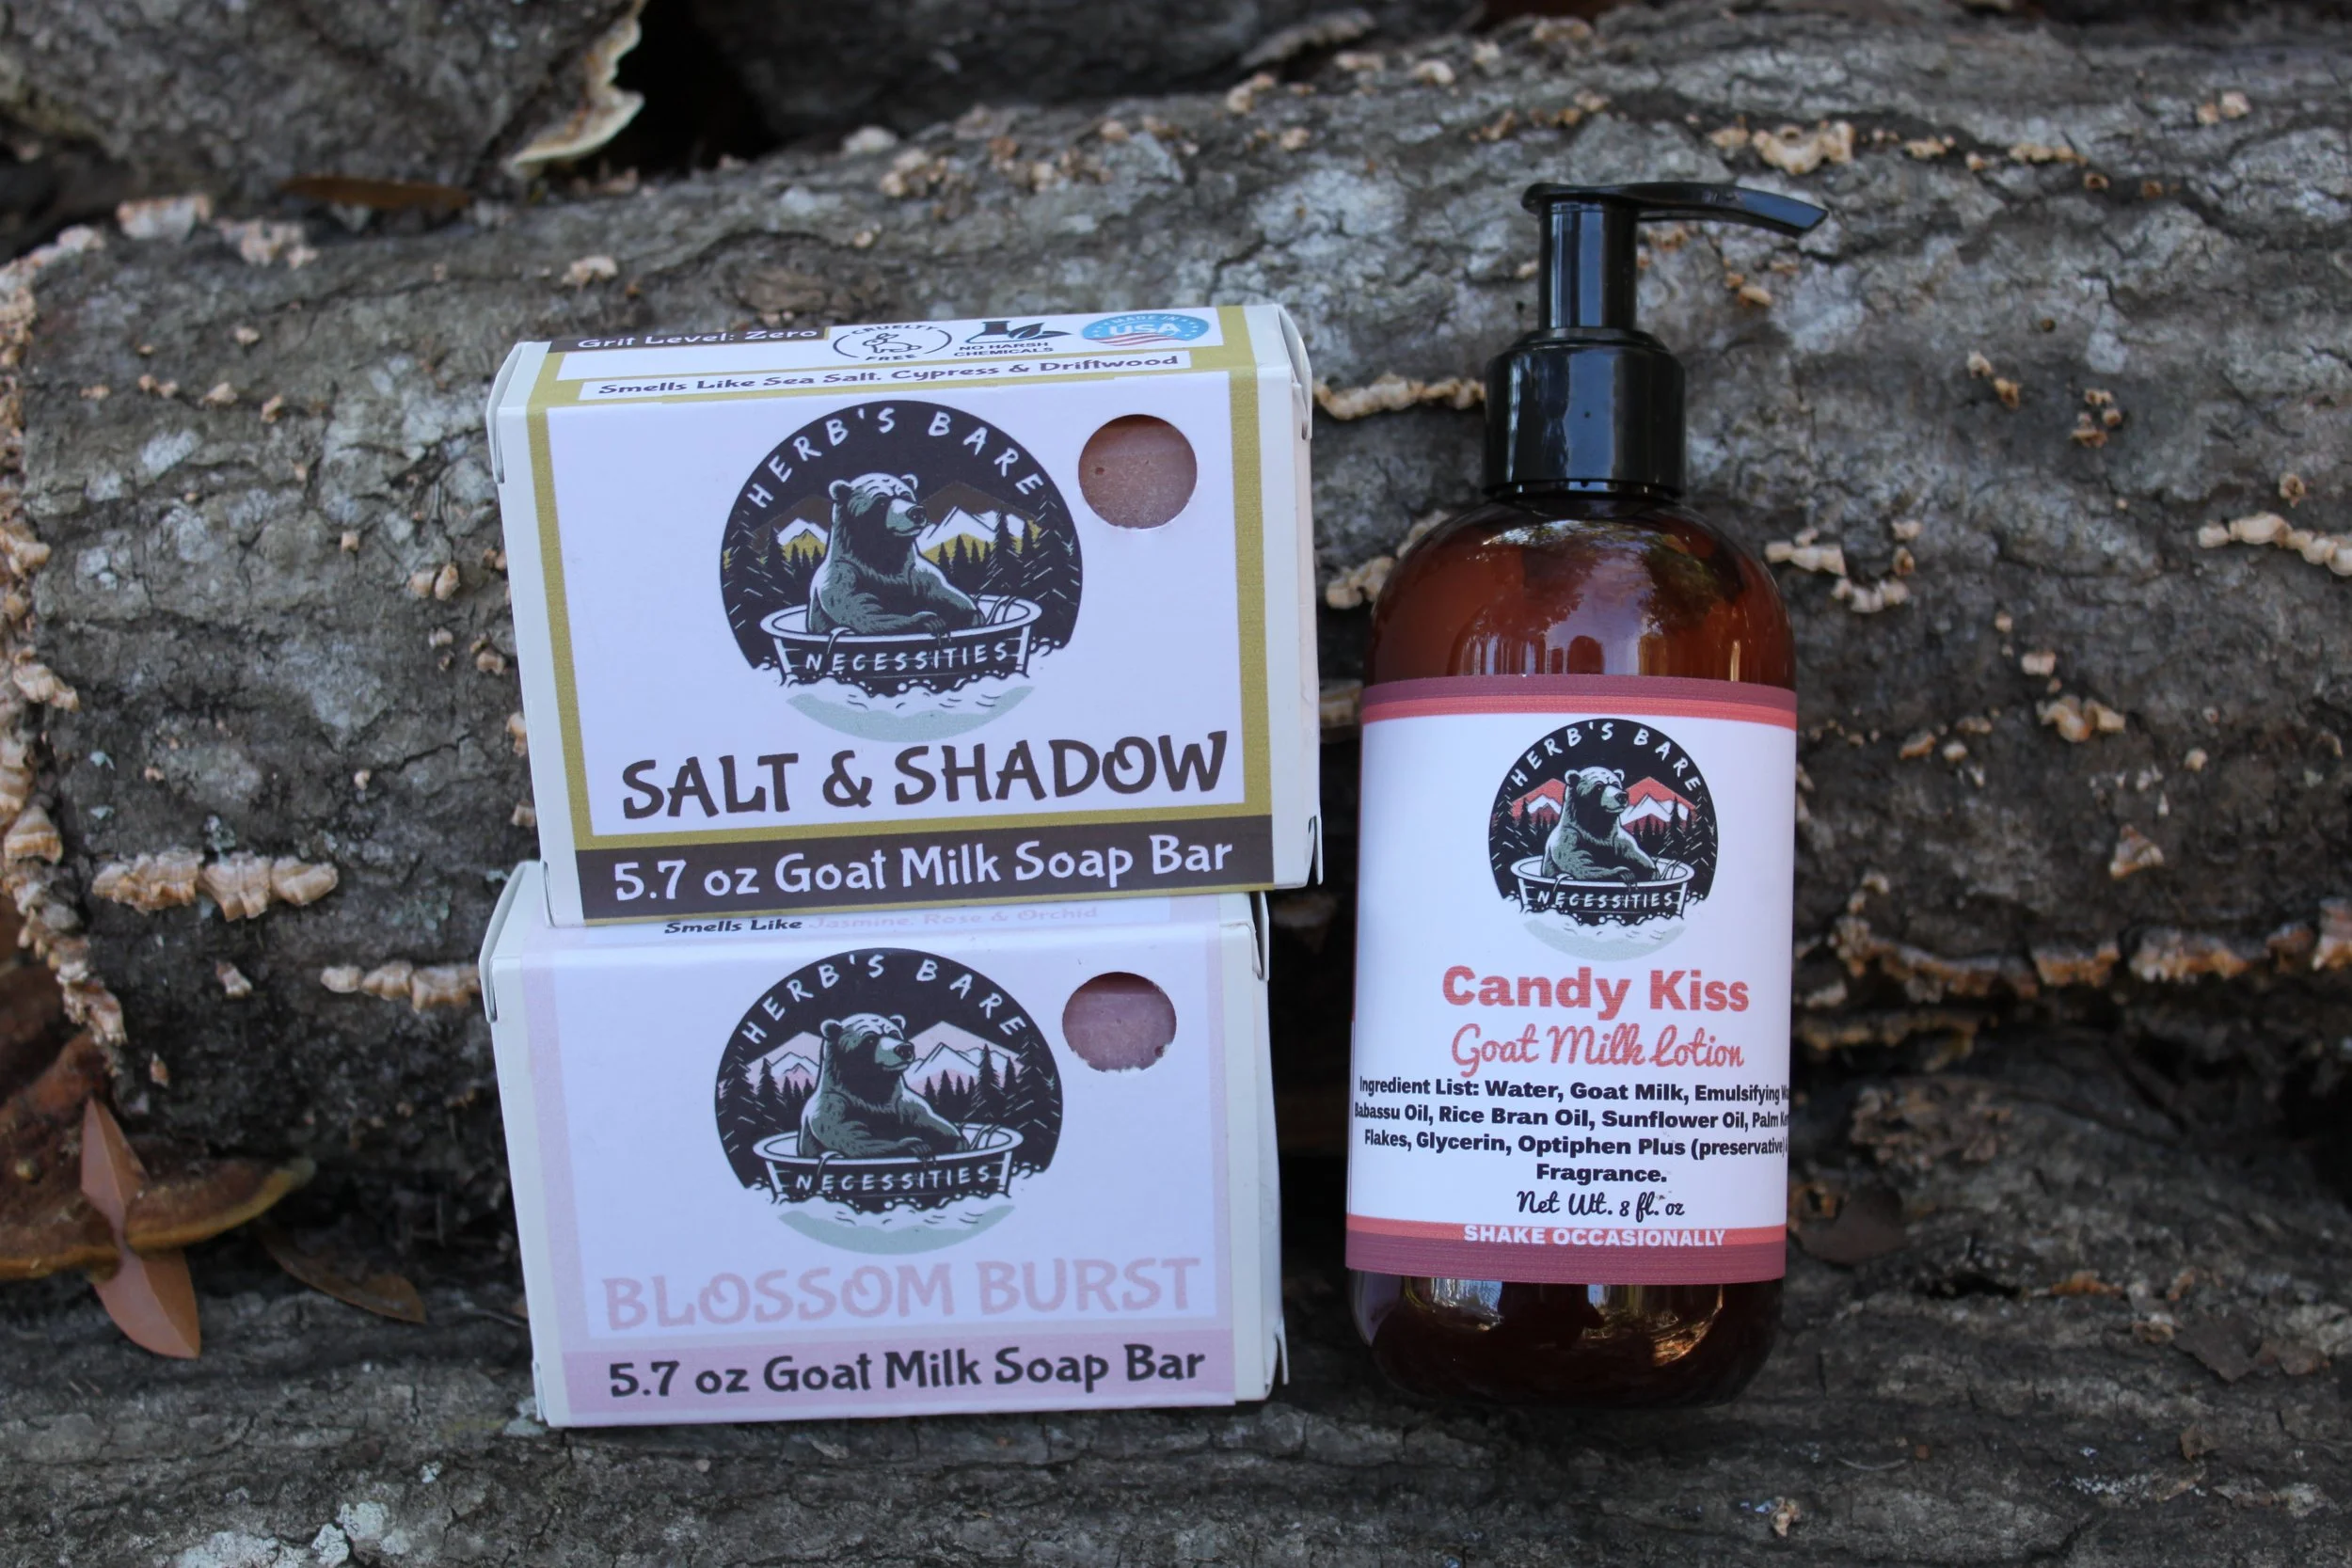 Grit Level: Zero
CRUELTY
FREE
NO HARSH
CHEMICALS
MADE IN
USA
Smells Like Sea Salt, Cypress & Driftwood
HERB'S BARE
NECESSITIES
SALT & SHADOW
5.7 oz Goat Milk Soap Bar
Smells Like Jasmine, Rose & Orchid
HERB'S BARE
NECESSITIES
BLOSSOM BURST
5.7 oz Goat Milk Soap Bar
HERB'S BARE
NECESSITIES
Candy Kiss
Goat Milk Lotion
Ingredient List: Water, Goat Milk, Emulsifying
Babassu Oil, Rice Bran Oil, Sunflower Oil, Palm
Flakes, Glycerin, Optiphen Plus (preservative)
Fragrance.
Net Wt. 8 fl. oz
SHAKE OCCASIONALLY